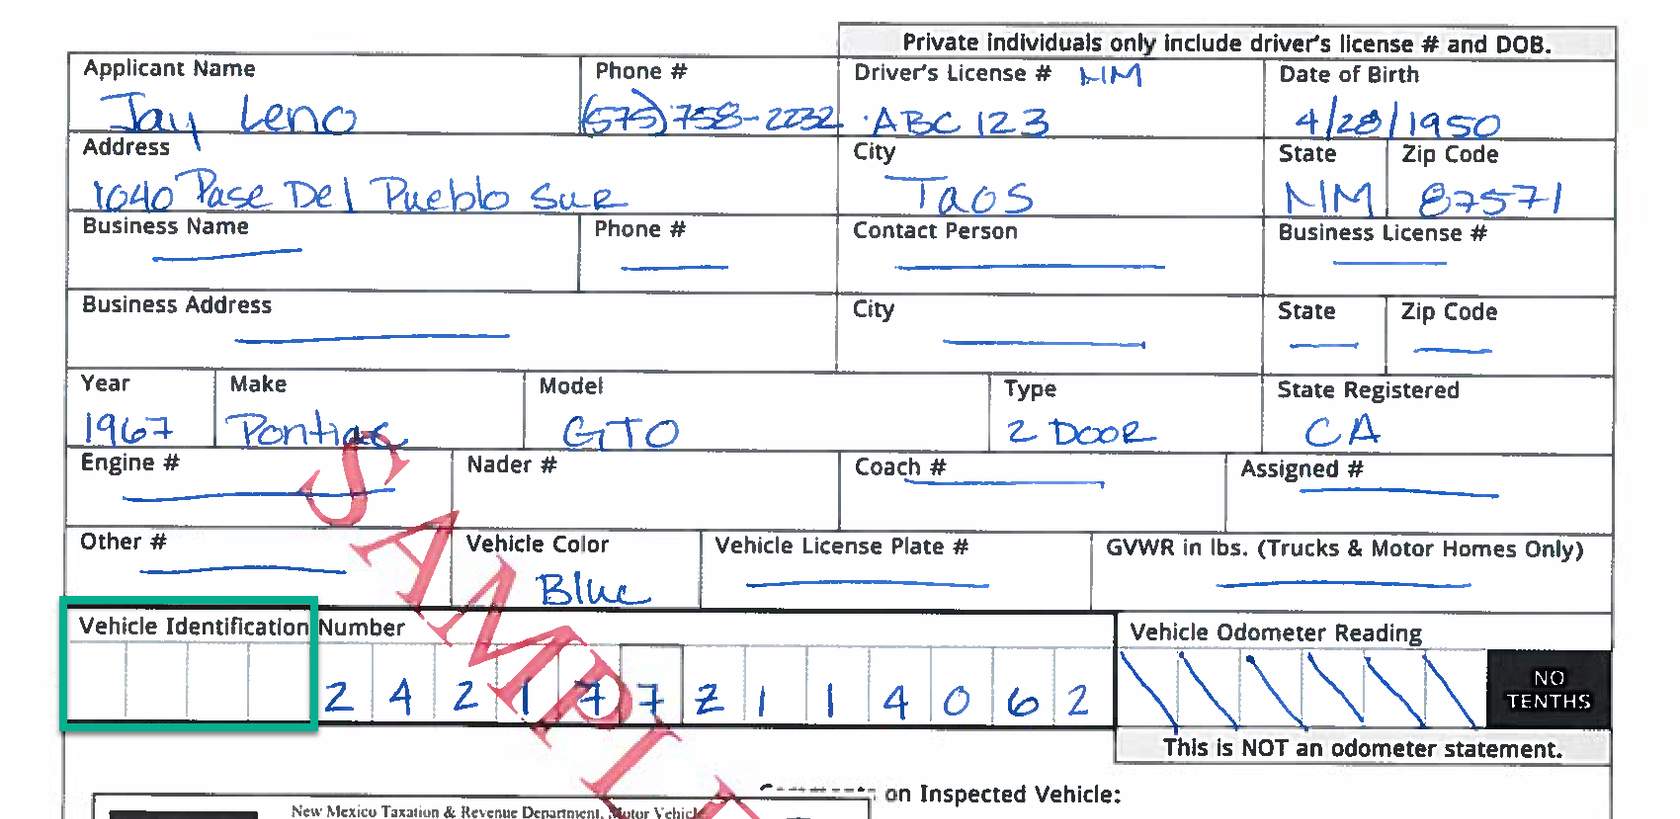 Private individuals only include driver's license # and DOB.
Applicant Name Phone # Driver's License # NM Date of Birth
Jay Leno (575) 758-2232 ABC 123 4/28/1950
Address City State Zip Code
1040 Pase Del Pueblo Sur Taos NM 87571
Business Name Phone # Contact Person Business License #
Business Address City State Zip Code
Year Make Model Type State Registered
1967 Pontiac GTO 2 DOOR CA
Engine # Nader # Coach # Assigned #
Other # Vehicle Color Vehicle License Plate # GVWR in lbs. (Trucks & Motor Homes Only)
Blue
Vehicle Identification Number Vehicle Odometer Reading
2 4 2 1 7 7 Z 1 1 4 0 6 2 NO TENTHS
This is NOT an odometer statement.
on Inspected Vehicle:
New Mexico Taxation & Revenue Department, Motor Vehicle
SAMPLE